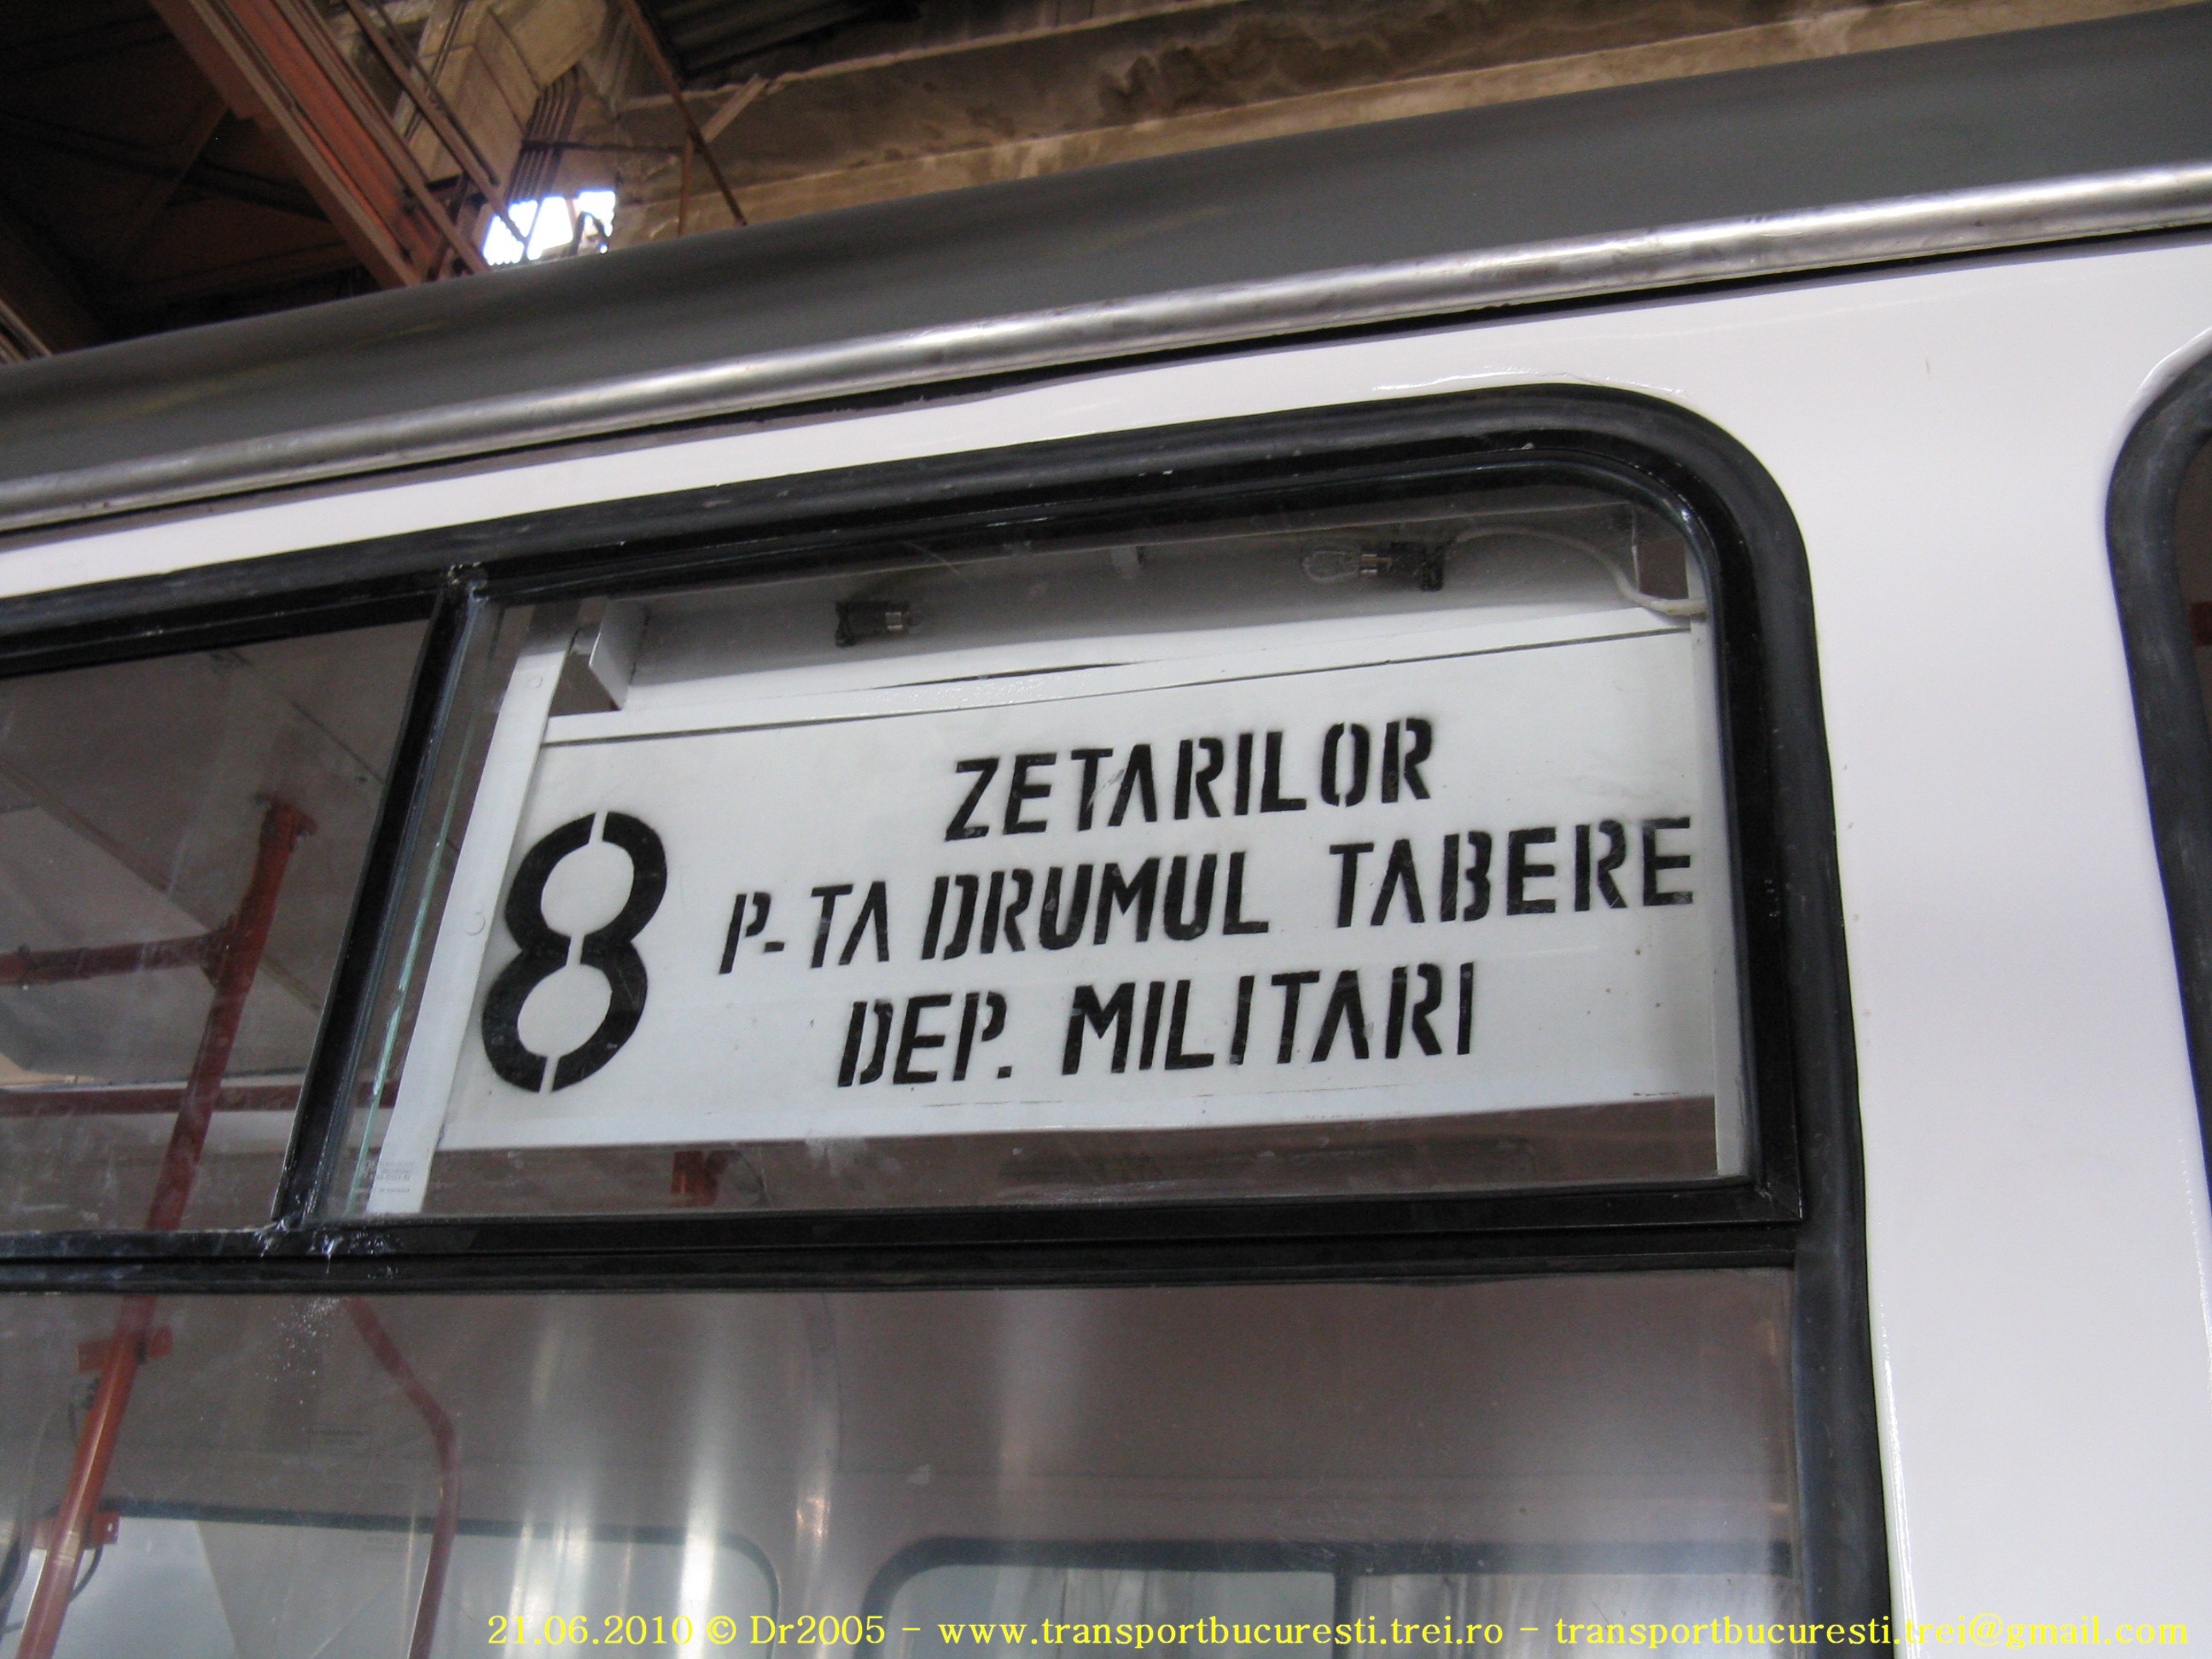 8
ZETARILOR
P-TA DRUMUL TABERE
DEP. MILITARI
21.06.2010 © Dr2005 - www.transportbucuresti.trei.ro - transportbucuresti.trei@gmail.com